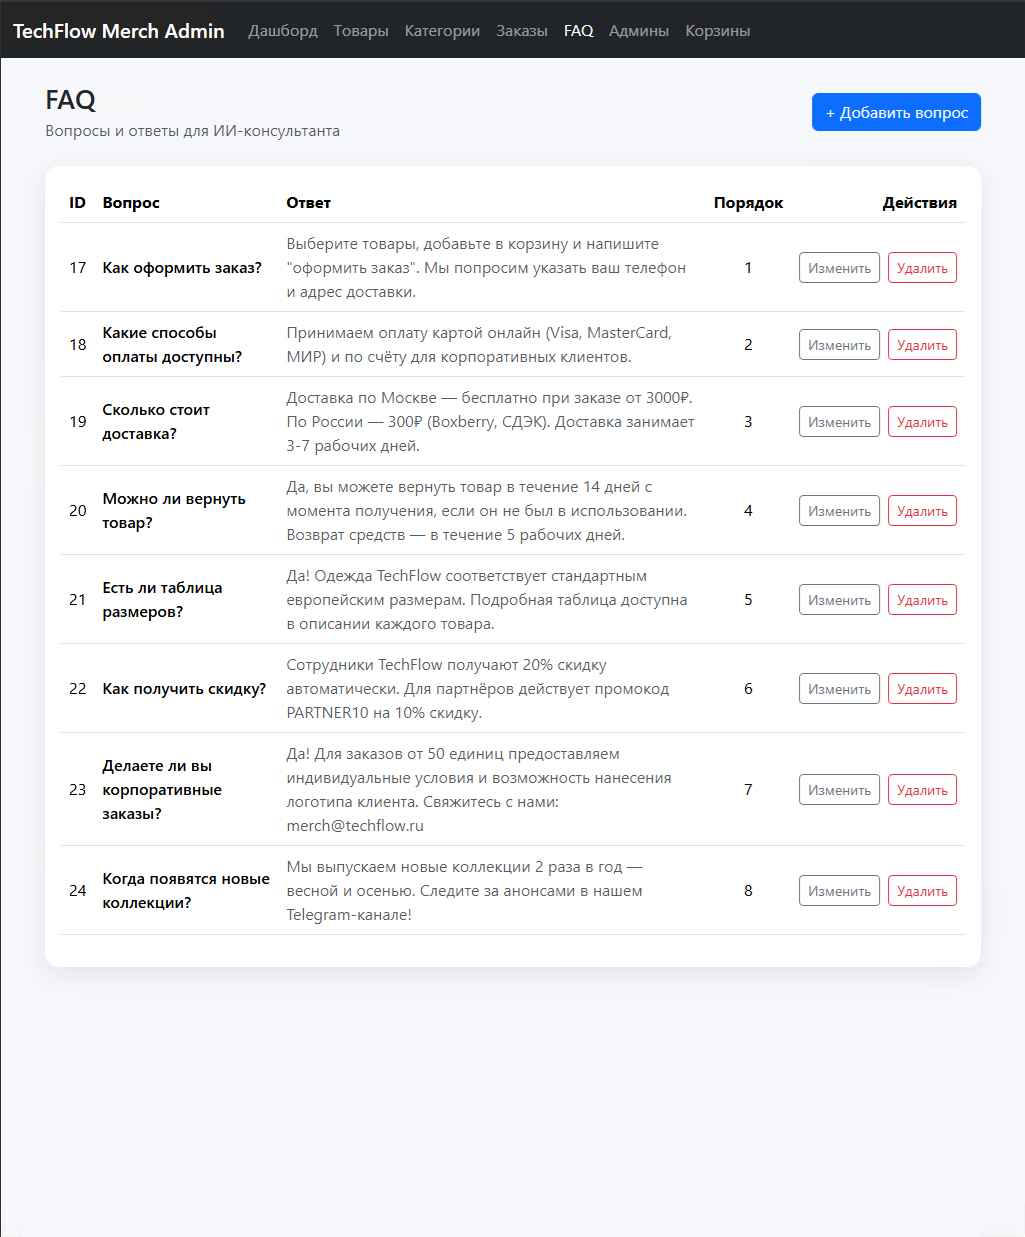 TechFlow Merch Admin Дашборд Товары Категории Заказы FAQ Админы Корзины
FAQ
Вопросы и ответы для ИИ-консультанта
+ Добавить вопрос
ID Вопрос Ответ Порядок Действия
17 Как оформить заказ?
Выберите товары, добавьте в корзину и напишите
"оформить заказ". Мы попросим указать ваш телефон
и адрес доставки.
1 Изменить Удалить
18 Какие способы
оплаты доступны?
Принимаем оплату картой онлайн (Visa, MasterCard,
МИР) и по счёту для корпоративных клиентов.
2 Изменить Удалить
19 Сколько стоит
доставка?
Доставка по Москве — бесплатно при заказе от 3000₽.
По России — 300₽ (Boxberry, СДЭК). Доставка занимает
3-7 рабочих дней.
3 Изменить Удалить
20 Можно ли вернуть
товар?
Да, вы можете вернуть товар в течение 14 дней с
момента получения, если он не был в использовании.
Возврат средств — в течение 5 рабочих дней.
4 Изменить Удалить
21 Есть ли таблица
размеров?
Да! Одежда TechFlow соответствует стандартным
европейским размерам. Подробная таблица доступна
в описании каждого товара.
5 Изменить Удалить
22 Как получить скидку?
Сотрудники TechFlow получают 20% скидку
автоматически. Для партнёров действует промокод
PARTNER10 на 10% скидку.
6 Изменить Удалить
23 Делаете ли вы
корпоративные
заказы?
Да! Для заказов от 50 единиц предоставляем
индивидуальные условия и возможность нанесения
логотипа клиента. Свяжитесь с нами:
merch@techflow.ru
7 Изменить Удалить
24 Когда появятся новые
коллекции?
Мы выпускаем новые коллекции 2 раза в год —
весной и осенью. Следите за анонсами в нашем
Telegram-канале!
8 Изменить Удалить